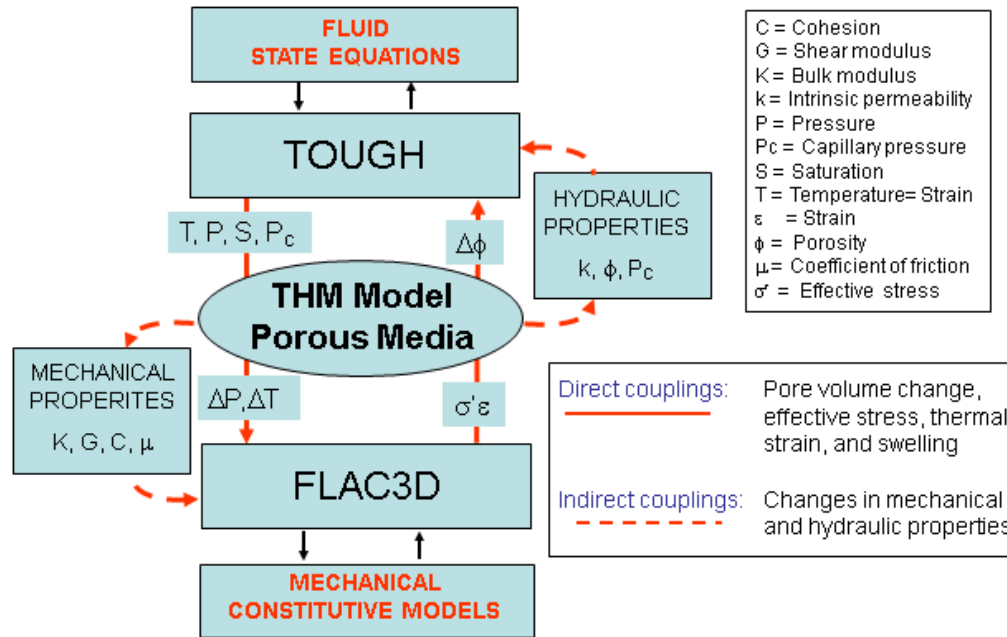 FLUID
STATE EQUATIONS
TOUGH
T, P, S, Pc
Δϕ
HYDRAULIC
PROPERTIES
k, ϕ, Pc
THM Model
Porous Media
MECHANICAL
PROPERITES
K, G, C, μ
ΔP,ΔT
σ'ε
FLAC3D
MECHANICAL
CONSTITUTIVE MODELS
C = Cohesion
G = Shear modulus
K = Bulk modulus
k = Intrinsic permeability
P = Pressure
Pc = Capillary pressure
S = Saturation
T = Temperature= Strain
ε = Strain
ϕ = Porosity
μ = Coefficient of friction
σ' = Effective stress
Direct couplings: Pore volume change,
effective stress, thermal
strain, and swelling
Indirect couplings: Changes in mechanical
and hydraulic properties